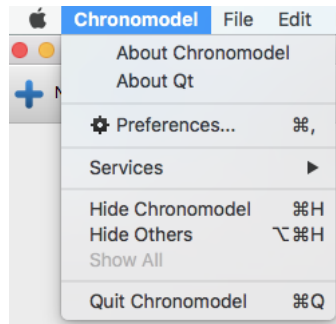 Chronomodel File Edit
About Chronomodel
About Qt
Preferences... ⌘,
Services
Hide Chronomodel ⌘H
Hide Others ⌥⌘H
Show All
Quit Chronomodel ⌘Q